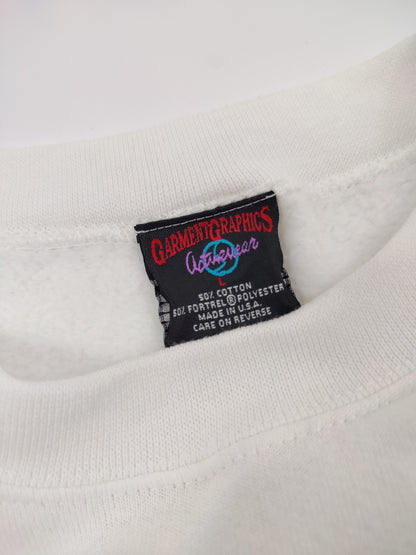 GARMENTGRAPHICS
Activewear
L
50% COTTON
50% FORTREL® POLYESTER
MADE IN U.S.A.
CARE ON REVERSE